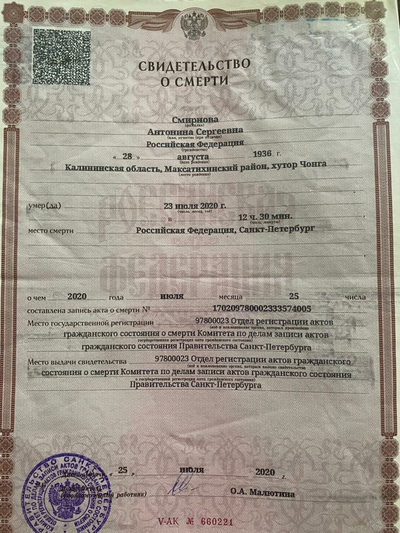 СВИДЕТЕЛЬСТВО
О СМЕРТИ
Смирнова
Антонина Сергеевна
Российская Федерация
" 28 " августа 1936 г.
Калининская область, Максатихинский район, хутор Чонга
умер(да) 23 июля 2020 г.
в 12 ч. 30 мин.
место смерти Российская Федерация, Санкт-Петербург
о чем 2020 года июля месяца 25 числа
составлена запись акта о смерти № 170209780002333574005
Место государственной регистрации 97800023 Отдел регистрации актов
гражданского состояния о смерти Комитета по делам записи актов
гражданского состояния Правительства Санкт-Петербурга
Место выдачи свидетельства 97800023 Отдел регистрации актов гражданского
состояния о смерти Комитета по делам записи актов гражданского состояния
Правительства Санкт-Петербурга
25 июля 2020 г.
О.А. Малютина
V-АК № 660221